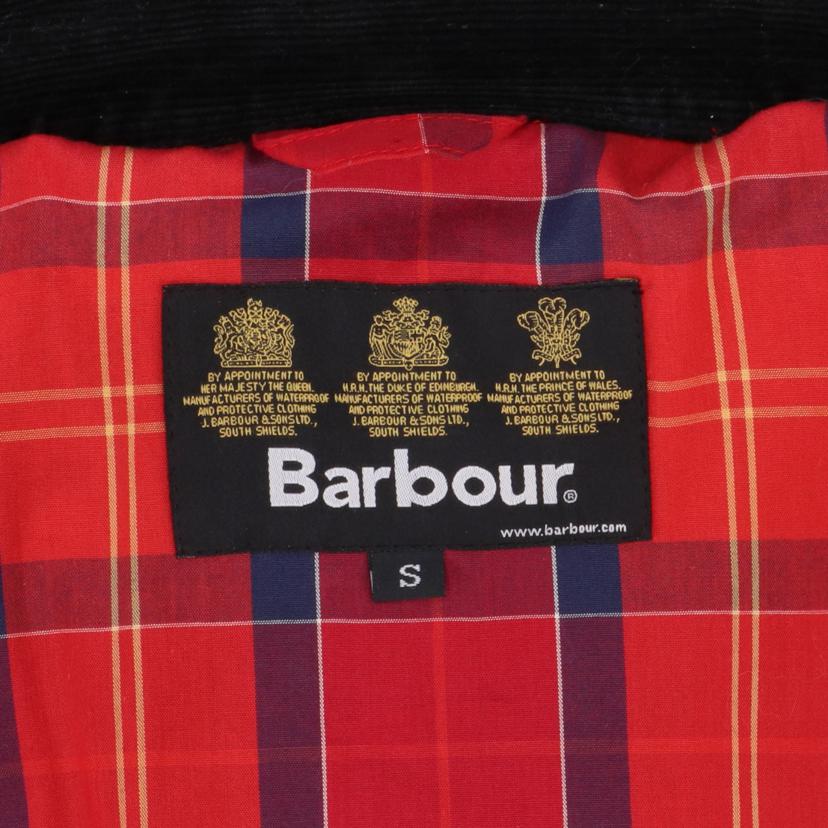 BY APPOINTMENT TO
HER MAJESTY THE QUEEN.
MANUFACTURERS OF WATERPROOF
AND PROTECTIVE CLOTHING
J. BARBOUR & SONS LTD.,
SOUTH SHIELDS.
BY APPOINTMENT TO
H.R.H. THE DUKE OF EDINBURGH.
MANUFACTURERS OF WATERPROOF
AND PROTECTIVE CLOTHING
J. BARBOUR & SONS LTD.,
SOUTH SHIELDS.
BY APPOINTMENT TO
H.R.H. THE PRINCE OF WALES.
MANUFACTURERS OF WATERPROOF
AND PROTECTIVE CLOTHING
J. BARBOUR & SONS LTD.,
SOUTH SHIELDS.
Barbour®
www.barbour.com
S